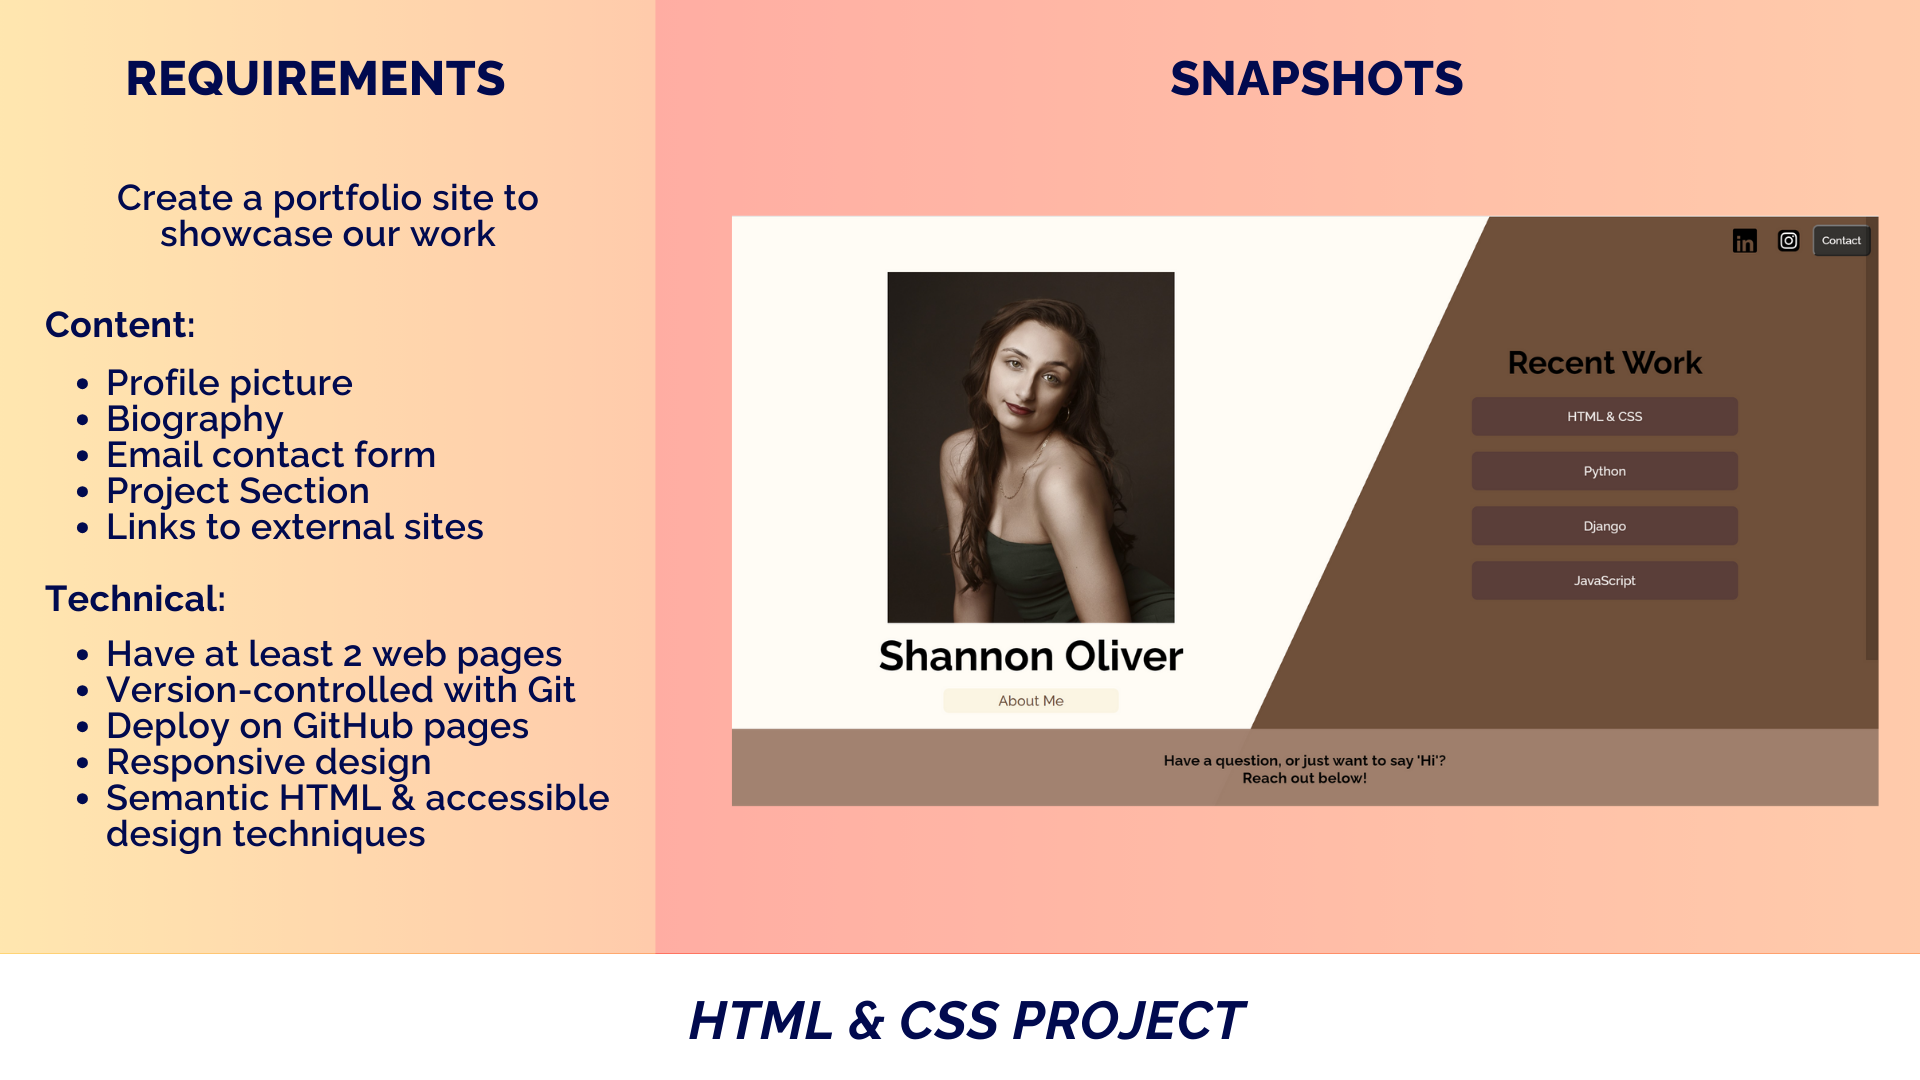 REQUIREMENTS
Create a portfolio site to
showcase our work
Content:
• Profile picture
• Biography
• Email contact form
• Project Section
• Links to external sites
Technical:
• Have at least 2 web pages
• Version-controlled with Git
• Deploy on GitHub pages
• Responsive design
• Semantic HTML & accessible
design techniques
SNAPSHOTS
in
Contact
Shannon Oliver
About Me
Recent Work
HTML & CSS
Python
Django
JavaScript
Have a question, or just want to say 'Hi'?
Reach out below!
HTML & CSS PROJECT